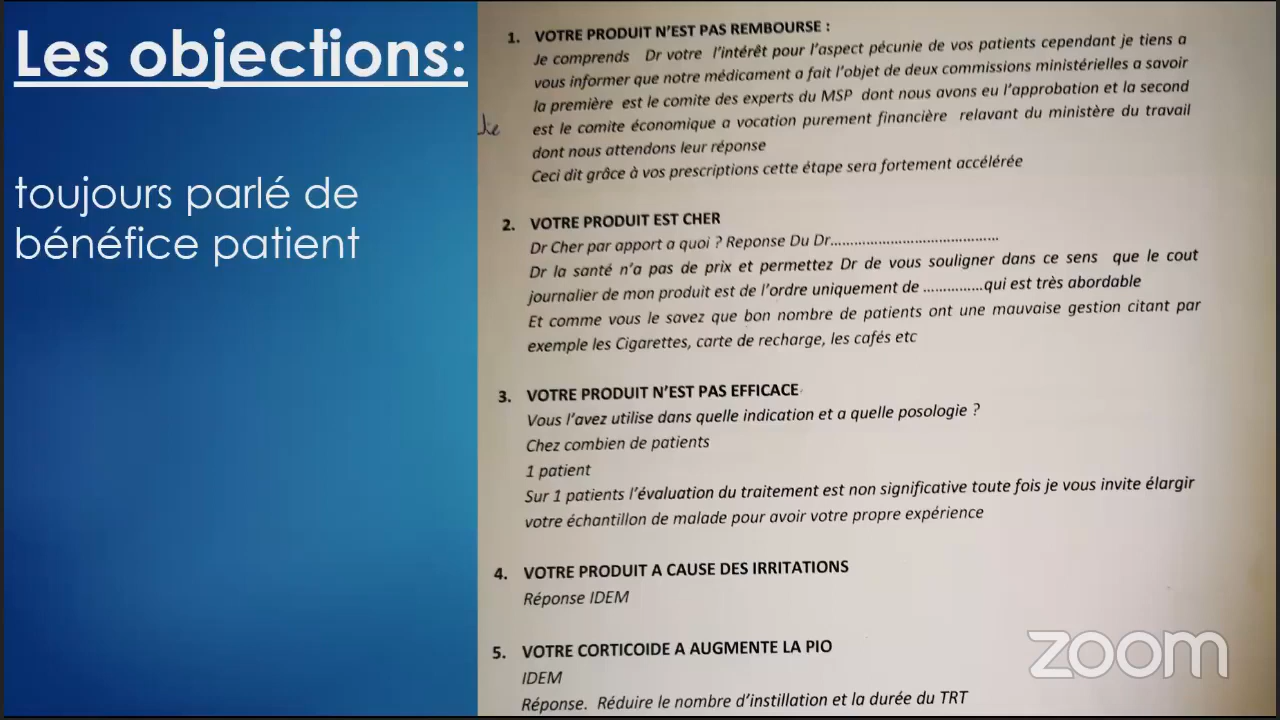 Les objections:
toujours parlé de
bénéfice patient
1. VOTRE PRODUIT N'EST PAS REMBOURSE :
Je comprends Dr votre l'intérêt pour l'aspect pécunie de vos patients cependant je tiens a
vous informer que notre médicament a fait l'objet de deux commissions ministérielles a savoir
la première est le comite des experts du MSP dont nous avons eu l'approbation et la second
est le comite économique a vocation purement financière relavant du ministère du travail
dont nous attendons leur réponse
Ceci dit grâce à vos prescriptions cette étape sera fortement accélérée
2. VOTRE PRODUIT EST CHER
Dr Cher par apport a quoi ? Reponse Du Dr..........................................
Dr la santé n'a pas de prix et permettez Dr de vous souligner dans ce sens que le cout
journalier de mon produit est de l'ordre uniquement de ...............qui est très abordable
Et comme vous le savez que bon nombre de patients ont une mauvaise gestion citant par
exemple les Cigarettes, carte de recharge, les cafés etc
3. VOTRE PRODUIT N'EST PAS EFFICACE
Vous l'avez utilise dans quelle indication et a quelle posologie ?
Chez combien de patients
1 patient
Sur 1 patients l'évaluation du traitement est non significative toute fois je vous invite élargir
votre échantillon de malade pour avoir votre propre expérience
4. VOTRE PRODUIT A CAUSE DES IRRITATIONS
Réponse IDEM
5. VOTRE CORTICOIDE A AUGMENTE LA PIO
IDEM
Réponse. Réduire le nombre d'instillation et la durée du TRT
zoom